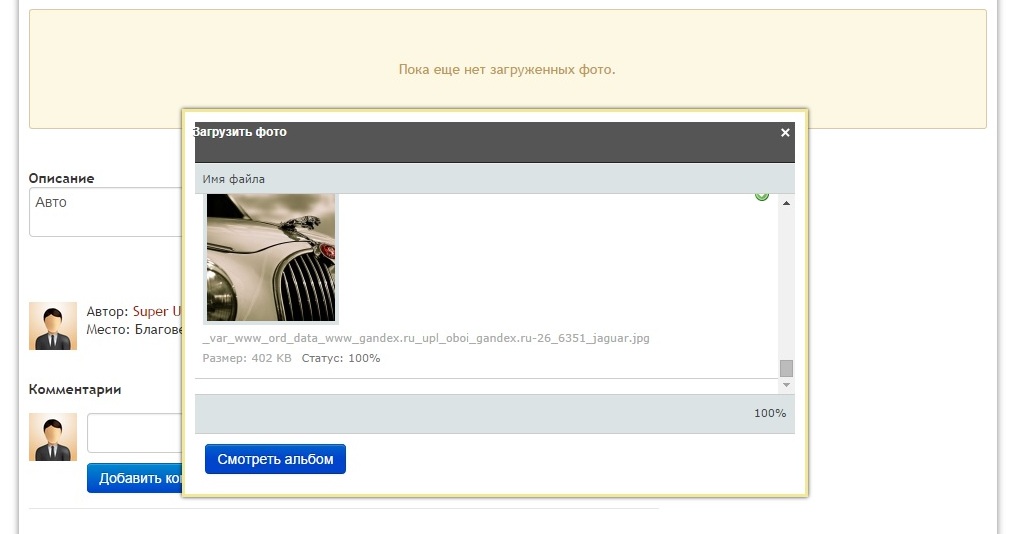 Пока еще нет загруженных фото.
Загрузить фото
×
Имя файла
Описание
Авто
_var_www_ord_data_www_gandex.ru_upl_oboi_gandex.ru-26_6351_jaguar.jpg
Размер: 402 KB Статус: 100%
Автор: Super U
Место: Благове
Комментарии
100%
Смотреть альбом
Добавить ко